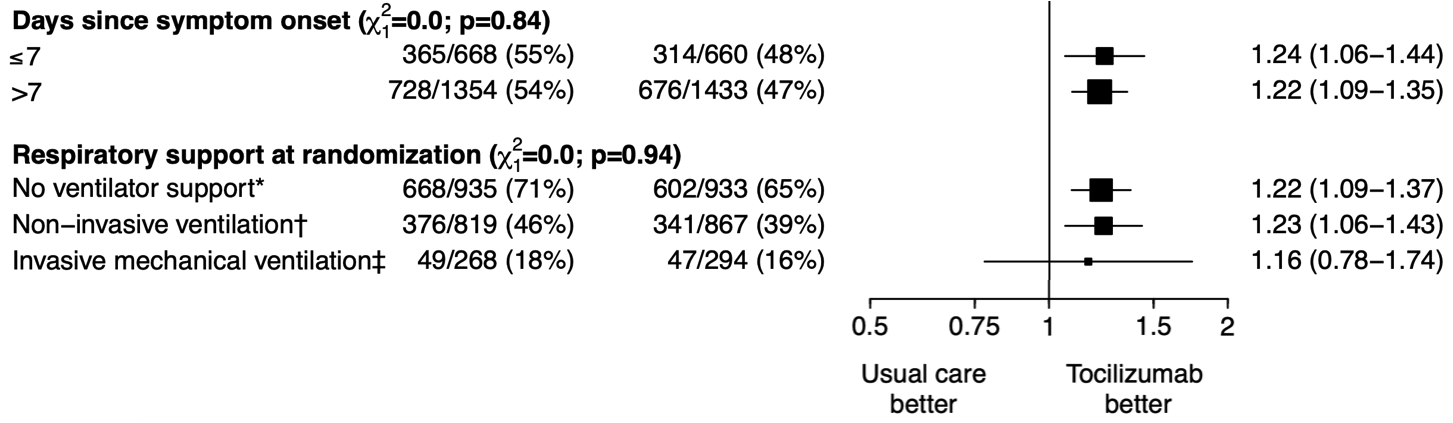 Days since symptom onset (χ²₁=0.0; p=0.84)
≤7 365/668 (55%) 314/660 (48%) 1.24 (1.06−1.44)
>7 728/1354 (54%) 676/1433 (47%) 1.22 (1.09−1.35)
Respiratory support at randomization (χ²₁=0.0; p=0.94)
No ventilator support* 668/935 (71%) 602/933 (65%) 1.22 (1.09−1.37)
Non−invasive ventilation† 376/819 (46%) 341/867 (39%) 1.23 (1.06−1.43)
Invasive mechanical ventilation‡ 49/268 (18%) 47/294 (16%) 1.16 (0.78−1.74)
0.5 0.75 1 1.5 2
Usual care Tocilizumab
better better